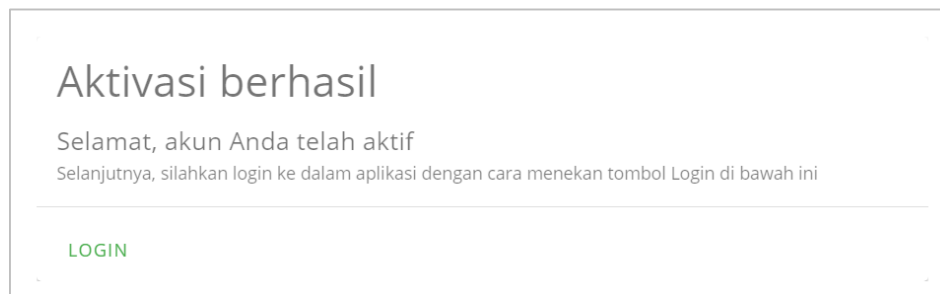 Aktivasi berhasil
Selamat, akun Anda telah aktif
Selanjutnya, silahkan login ke dalam aplikasi dengan cara menekan tombol Login di bawah ini
LOGIN